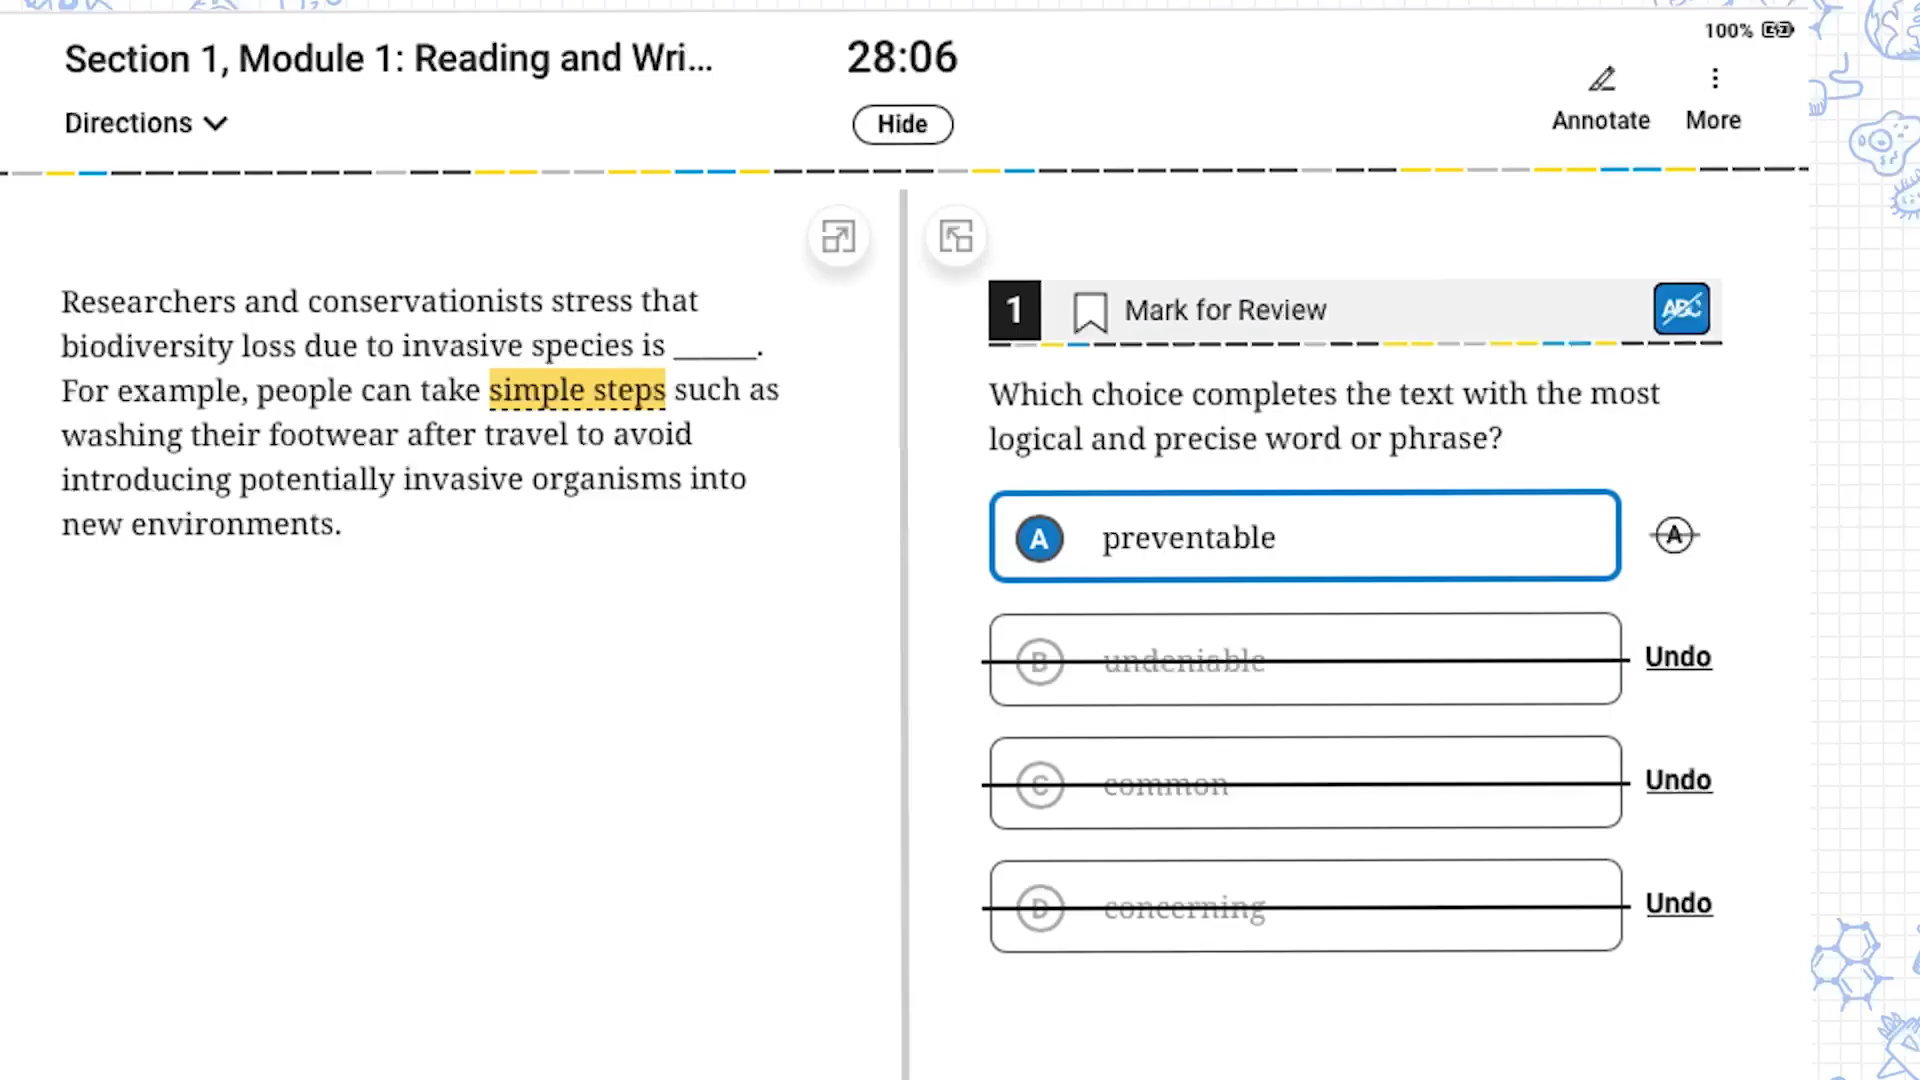 100%
Section 1, Module 1: Reading and Wri...
28:06
Directions
Hide
Annotate
More
Researchers and conservationists stress that
biodiversity loss due to invasive species is ______.
For example, people can take simple steps such as
washing their footwear after travel to avoid
introducing potentially invasive organisms into
new environments.
1
Mark for Review
ABC
Which choice completes the text with the most
logical and precise word or phrase?
A preventable
A
B undeniable
Undo
C common
Undo
D concerning
Undo